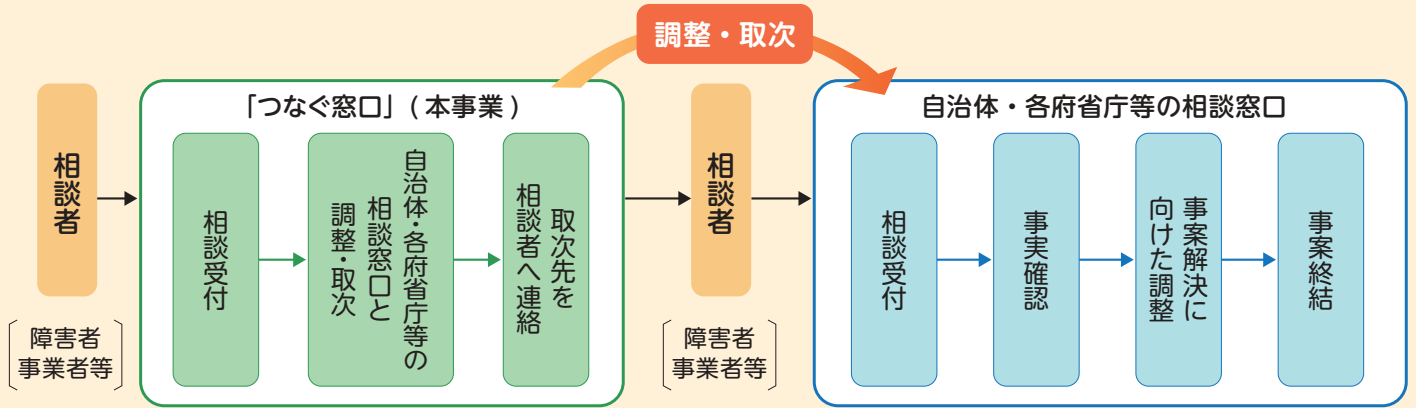 調整・取次
相談者
障害者
事業者等
「つなぐ窓口」(本事業)
相談受付
自治体・各府省庁等の
相談窓口と
調整・取次
取次先を
相談者へ連絡
相談者
障害者
事業者等
自治体・各府省庁等の相談窓口
相談受付
事実確認
事案解決に
向けた調整
事案終結